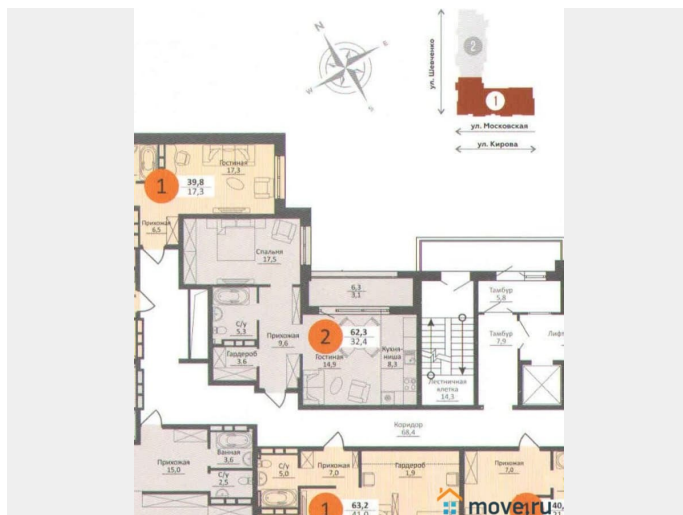 N
E
W
S
ул. Шевченко
2
1
ул. Московская
ул. Кирова
1
39,8
17,3
Гостиная
17,3
Прихожая
6,5
Спальня
17,5
С/у
5,3
Гардероб
3,6
Прихожая
9,6
6,3
3,1
2
62,3
32,4
Гостиная
14,9
Кухня-
ниша
8,3
Лестничная
клетка
14,3
Тамбур
5,8
Тамбур
7,9
Лифт
Коридор
68,4
Прихожая
15,0
Ванная
3,6
С/у
2,5
С/у
5,0
Прихожая
7,0
Гардероб
1,9
Прихожая
7,0
1
63,2
41,0
40,
move.ru